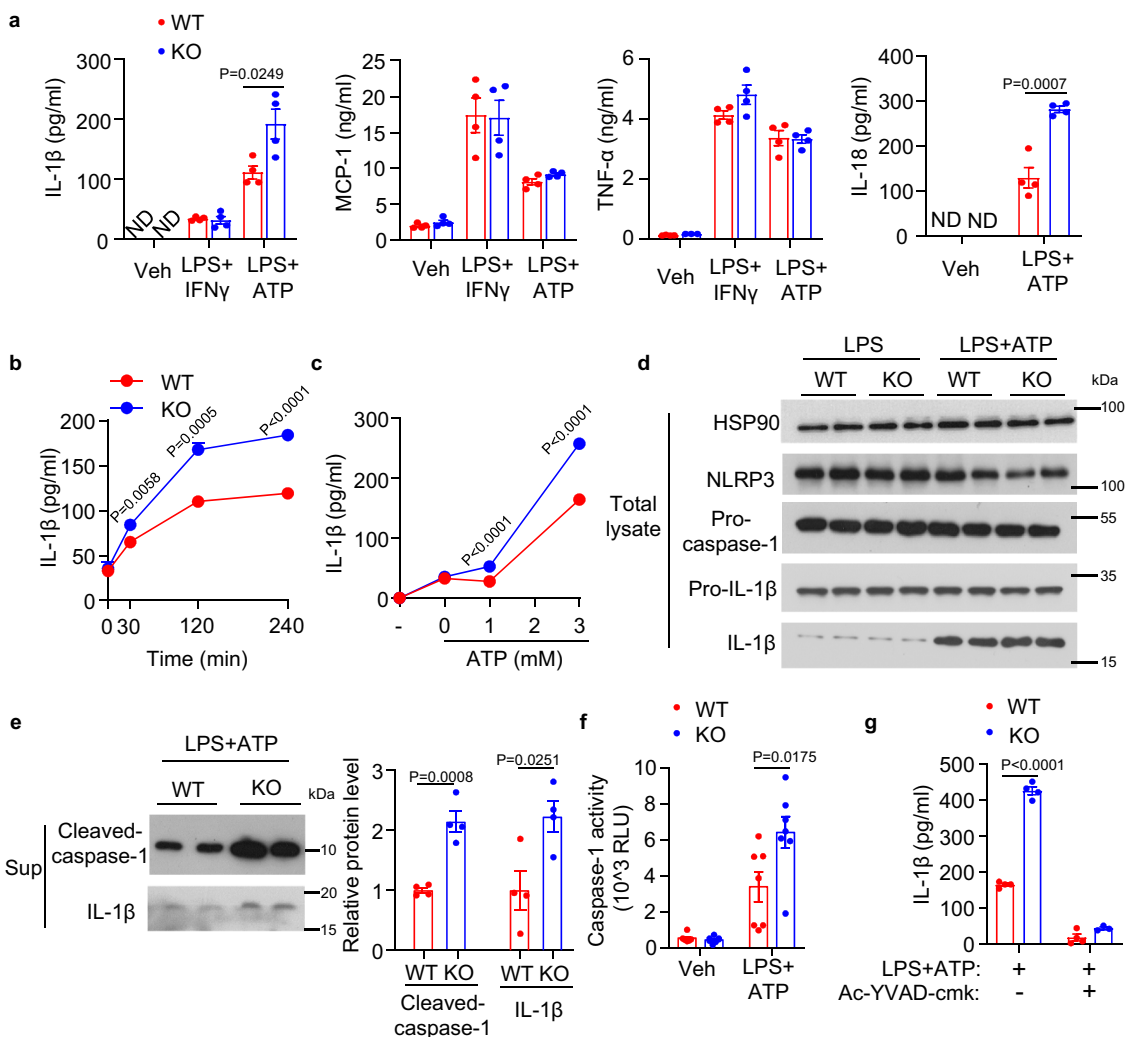 a
WT
KO
IL-1β (pg/ml)
300
200
100
0
P=0.0249
ND
ND
Veh
LPS+
IFNγ
LPS+
ATP
MCP-1 (ng/ml)
25
20
15
10
5
0
Veh
LPS+
IFNγ
LPS+
ATP
TNF-α (ng/ml)
6
4
2
0
Veh
LPS+
IFNγ
LPS+
ATP
IL-18 (pg/ml)
400
300
200
100
0
P=0.0007
ND ND
Veh
LPS+
ATP
b
WT
KO
IL-1β (pg/ml)
200
150
100
50
0
P=0.0058
P=0.0005
P<0.0001
0 30 120 240
Time (min)
c
IL-1β (pg/ml)
300
200
100
0
P<0.0001
P<0.0001
- 0 1 2 3
ATP (mM)
d
LPS LPS+ATP
WT KO WT KO kDa
Total
lysate
HSP90 100
NLRP3 100
Pro-
caspase-1 55
Pro-IL-1β 35
IL-1β 15
e
LPS+ATP
WT KO kDa
Sup
Cleaved-
caspase-1 10
IL-1β 20
15
Relative protein level
3
2
1
0
P=0.0008
P=0.0251
WT KO WT KO
Cleaved-
caspase-1
IL-1β
f
WT
KO
Caspase-1 activity
(10^3 RLU)
10
8
6
4
2
0
P=0.0175
Veh
LPS+
ATP
g
WT
KO
IL-1β (pg/ml)
500
400
300
200
100
0
P<0.0001
LPS+ATP: + +
Ac-YVAD-cmk: - +